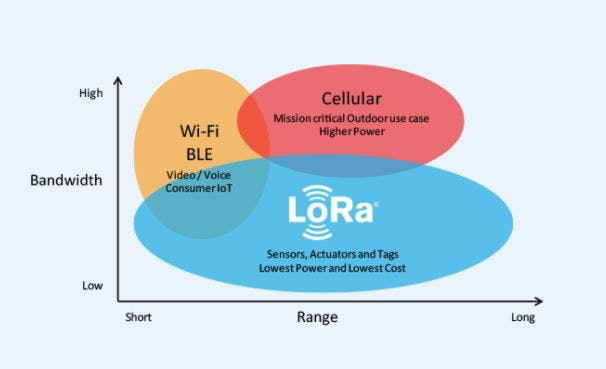 High
Cellular
Mission critical Outdoor use case
Higher Power
Wi-Fi
BLE
Video / Voice
Consumer IoT
Bandwidth
LoRa®
Sensors, Actuators and Tags
Lowest Power and Lowest Cost
Low
Short
Range
Long